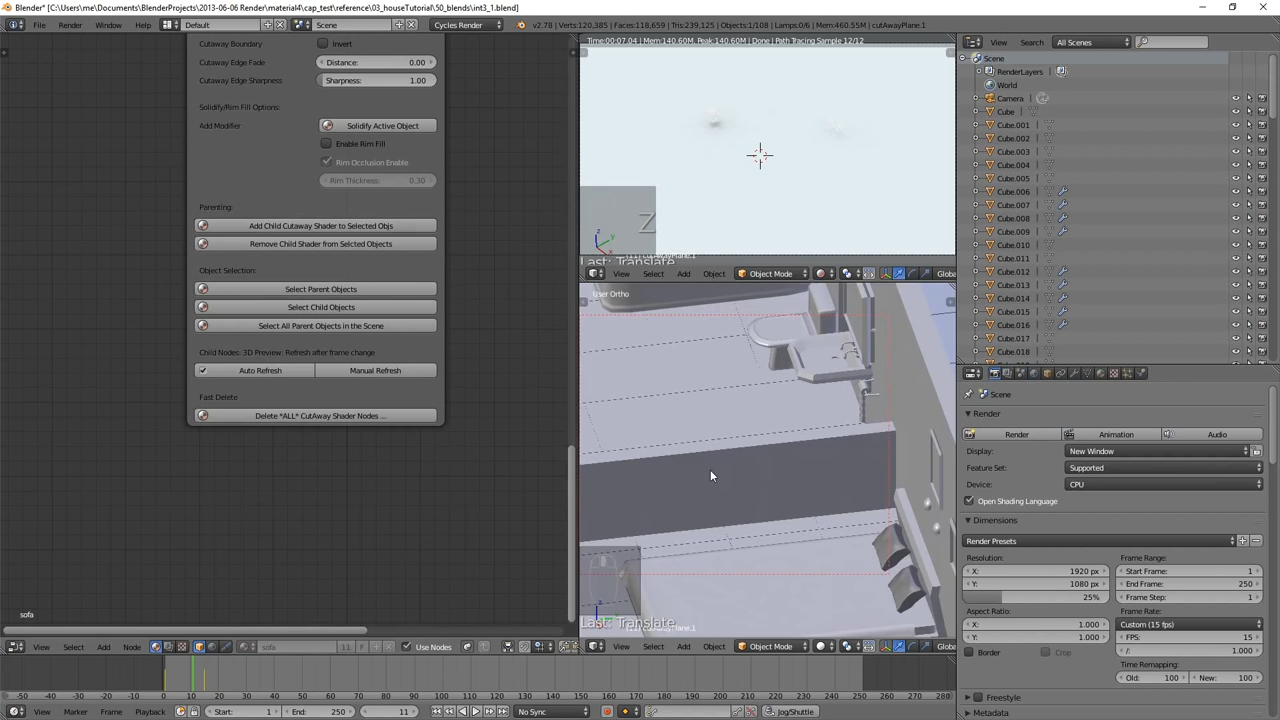 Blender* [C:\Users\me\Documents\BlenderProjects\2013-06-06 Render\material4\cap_test\reference\03_houseTutorial\50_blends\int3_1.blend]
File Render Window Help Default Scene Cycles Render v2.78 | Verts:120,385 | Faces:118,659 | Tris:239,125 | Objects:1/108 | Lamps:0/6 | Mem:460.55M | cutAwayPlane.1
Cutaway Boundary Invert
Cutaway Edge Fade Distance: 0.00
Cutaway Edge Sharpness Sharpness: 1.00
Solidify/Rim Fill Options:
Add Modifier Solidify Active Object
Enable Rim Fill
Rim Occlusion Enable
Rim Thickness: 0.30
Parenting:
Add Child Cutaway Shader to Selected Objs
Remove Child Shader from Selcted Objects
Object Selection:
Select Parent Objects
Select Child Objects
Select All Parent Objects in the Scene
Child Nodes: 3D Preview: Refresh after frame change
Auto Refresh Manual Refresh
Fast Delete
Delete *ALL* CutAway Shader Nodes ...
sofa
View Select Add Node sofa 11 F Use Nodes
Time:00:07.04 | Mem:140.60M, Peak:140.60M | Done | Path Tracing Sample 12/12
Z
Last: Translate
View Select Add Object Object Mode Globa
User Ortho
Last: Translate
(11) cutAwayPlane.1
View Select Add Object Object Mode Globa
View Search All Scenes
Scene
RenderLayers
World
Camera
Cube
Cube.001
Cube.002
Cube.003
Cube.004
Cube.005
Cube.006
Cube.007
Cube.008
Cube.009
Cube.010
Cube.011
Cube.012
Cube.013
Cube.014
Cube.015
Cube.016
Cube.017
Cube.018
Scene
Render
Render Animation Audio
Display: New Window
Feature Set: Supported
Device: CPU
Open Shading Language
Dimensions
Render Presets
Resolution: Frame Range:
X: 1920 px Start Frame: 1
Y: 1080 px End Frame: 250
25% Frame Step: 1
Aspect Ratio: Frame Rate:
X: 1.000 Custom (15 fps)
Y: 1.000 FPS: 15
Border Crop /: 1.000
Time Remapping:
Old: 100 New: 100
Freestyle
Metadata
-50 -40 -30 -20 -10 0 10 20 30 40 50 60 70 80 90 100 110 120 130 140 150 160 170 180 190 200 210 220 230 240 250 260 270 280
View Marker Frame Playback Start: 1 End: 250 11 No Sync Jog/Shuttle